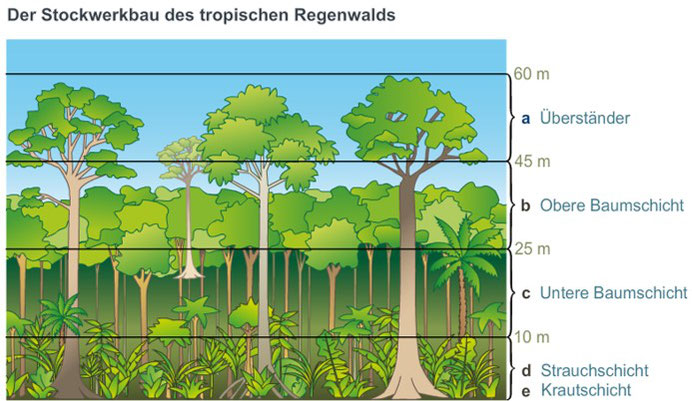 Der Stockwerkbau des tropischen Regenwalds
60 m
a Überständer
45 m
b Obere Baumschicht
25 m
c Untere Baumschicht
10 m
d Strauchschicht
e Krautschicht